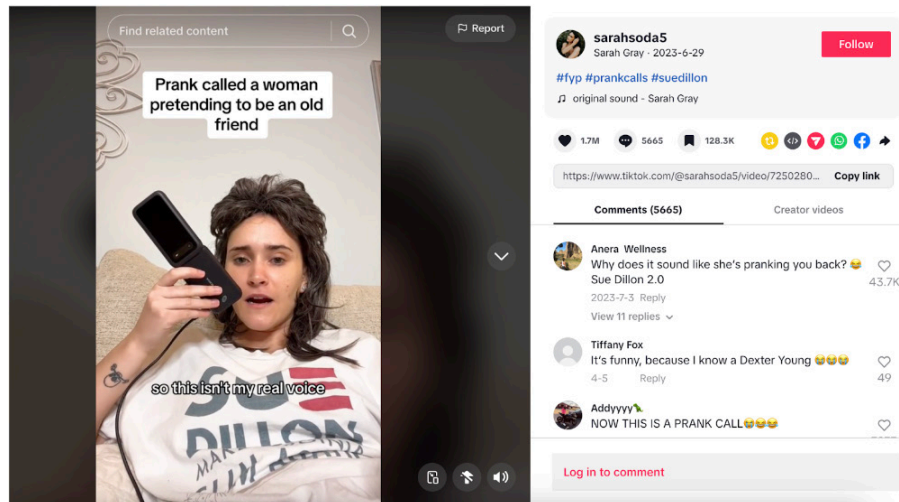 Find related content
Report
Prank called a woman
pretending to be an old
friend
so this isn't my real voice
SUE
DILLON
sarahsoda5
Sarah Gray · 2023-6-29
Follow
#fyp #prankcalls #suedillon
original sound - Sarah Gray
1.7M
5665
128.3K
https://www.tiktok.com/@sarahsoda5/video/7250280...
Copy link
Comments (5665)
Creator videos
Anera Wellness
Why does it sound like she's pranking you back? 😂
Sue Dillon 2.0
2023-7-3 Reply
View 11 replies
43.7K
Tiffany Fox
It's funny, because I know a Dexter Young 😂😂😂
4-5 Reply
49
Addyyyy🦎
NOW THIS IS A PRANK CALL😂😂😂
Log in to comment